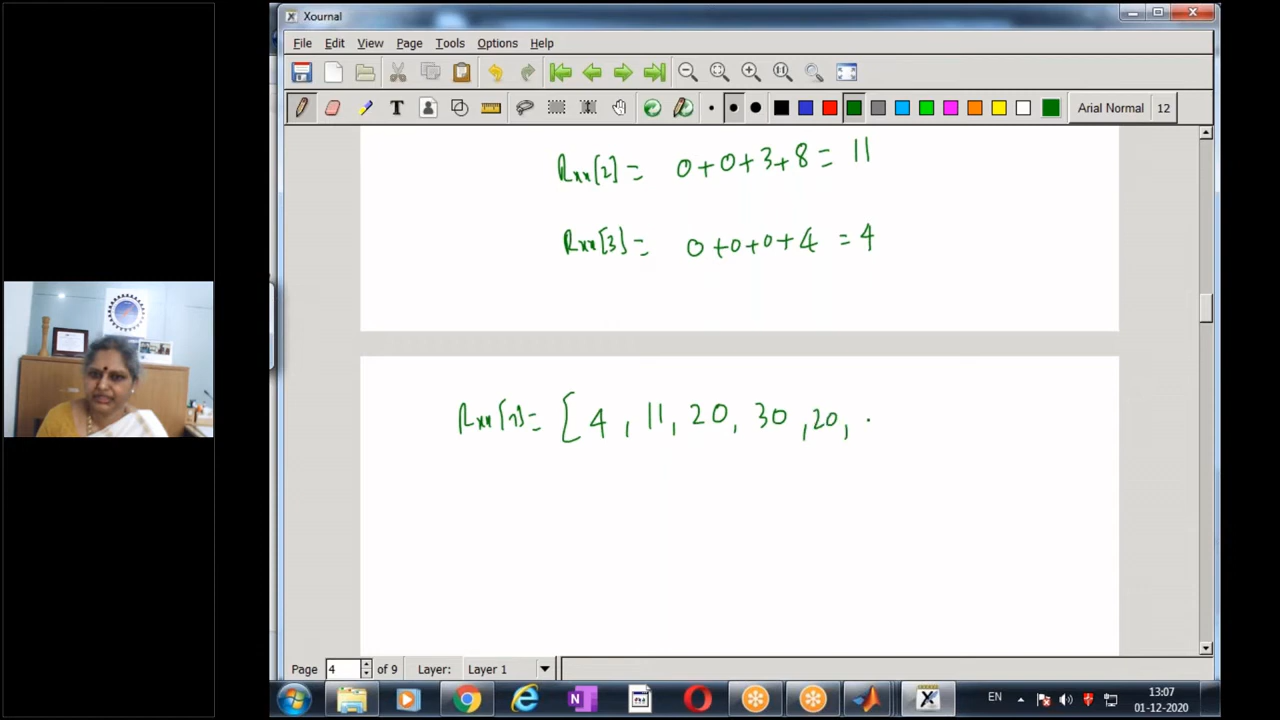 Xournal
File Edit View Page Tools Options Help
T Arial Normal 12
Rxx[2] = 0+0+3+8 = 11
Rxx[3] = 0+0+0+4 = 4
Rxx[l] = [ 4 , 11, 20, 30 ,20,
Page 4 of 9 Layer: Layer 1
EN 13:07
01-12-2020